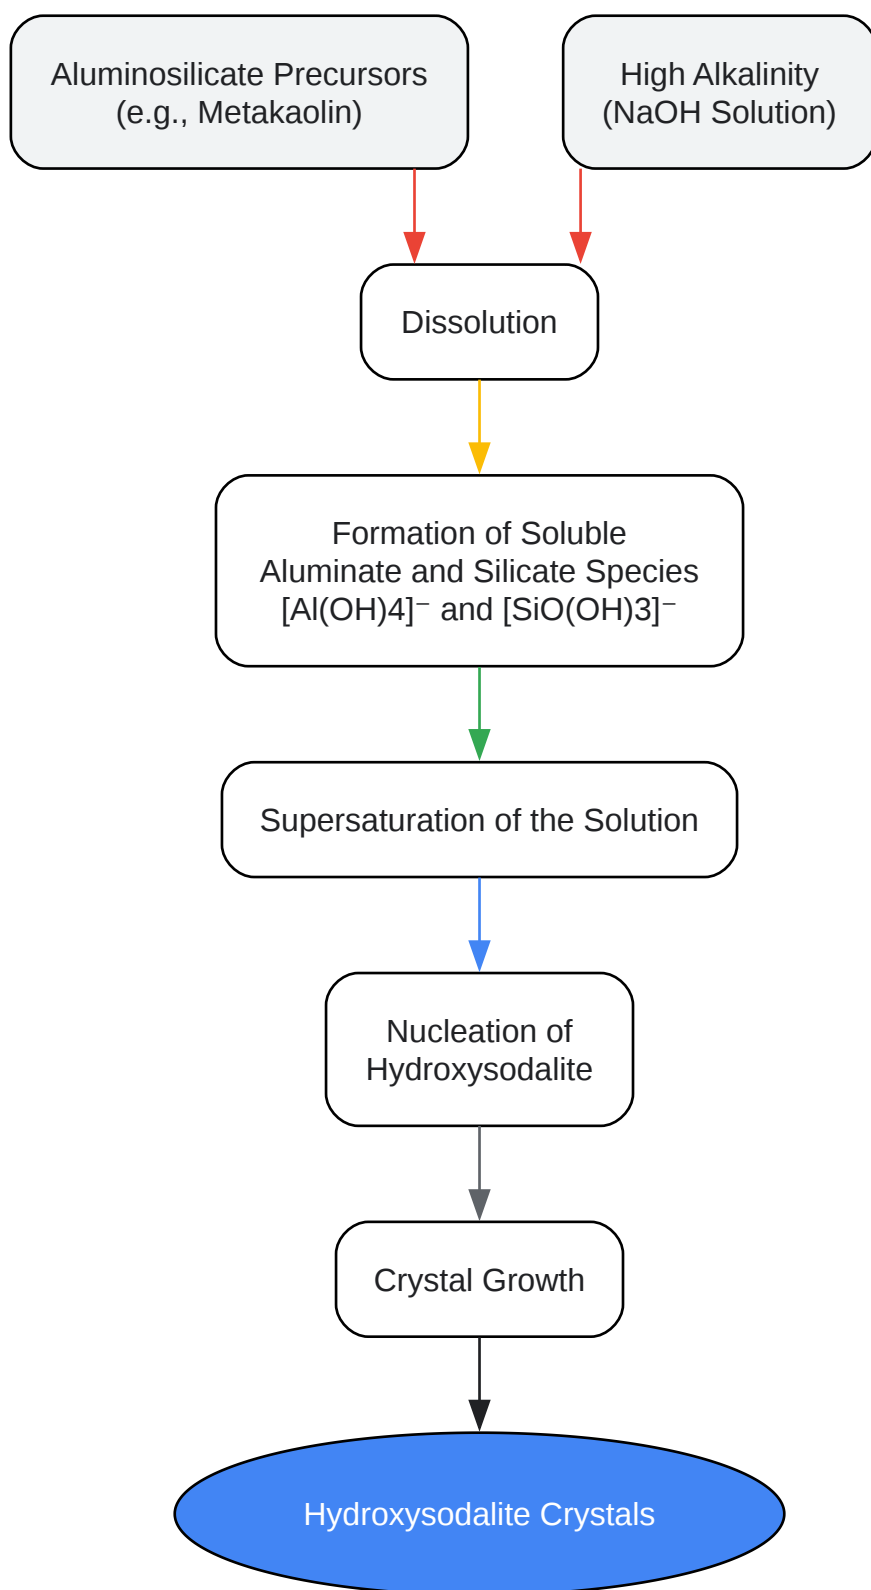 Aluminosilicate Precursors
(e.g., Metakaolin)
High Alkalinity
(NaOH Solution)
Dissolution
Formation of Soluble
Aluminate and Silicate Species
[Al(OH)4]⁻ and [SiO(OH)3]⁻
Supersaturation of the Solution
Nucleation of
Hydroxysodalite
Crystal Growth
Hydroxysodalite Crystals